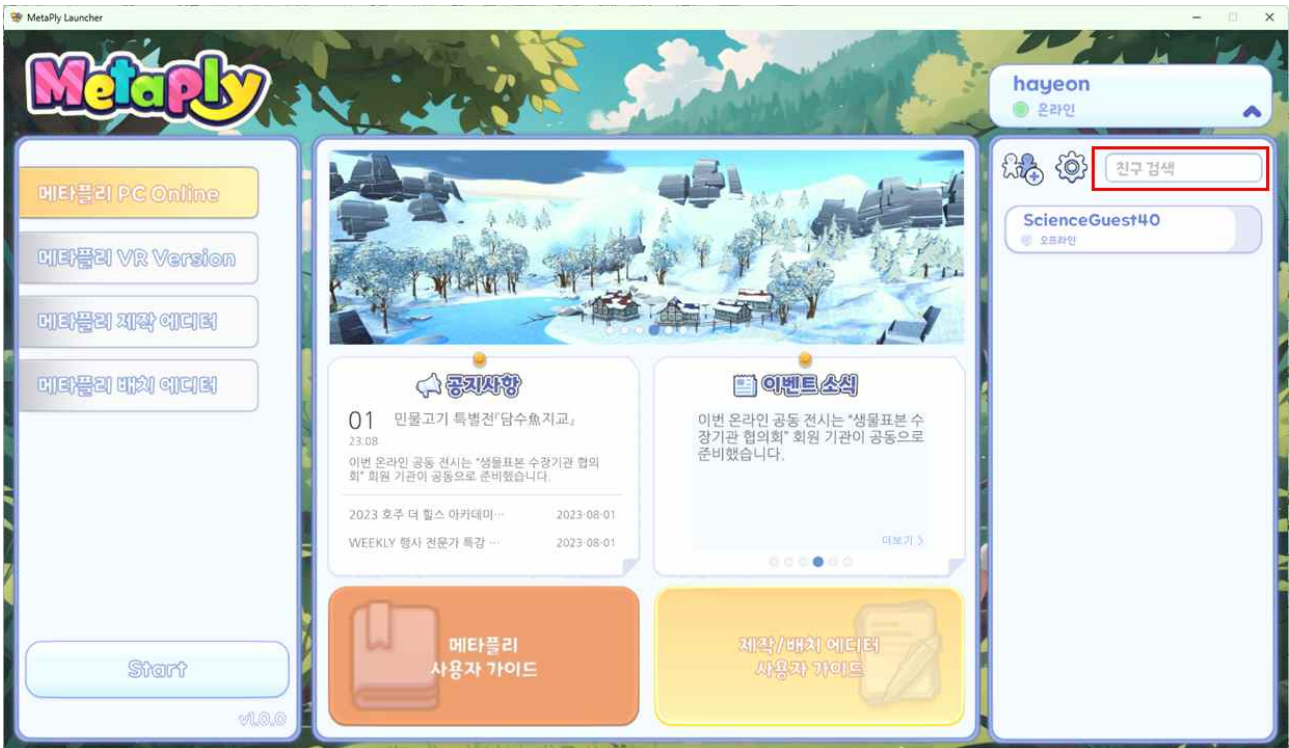 MetaPly Launcher
Metaply
hayeon
온라인
메타플리 PC Online
메타플리 VR Version
메타플리 제작 에디터
메타플리 배치 에디터
Start
v1.0.0
공지사항
01
23.08
민물고기 특별전『담수魚지교』
이번 온라인 공동 전시는 "생물표본 수장기관 협의
회" 회원 기관이 공동으로 준비했습니다.
2023 호주 더 힐스 아카데미··· 2023-08-01
WEEKLY 행사 전문가 특강 ··· 2023-08-01
이벤트 소식
이번 온라인 공동 전시는 "생물표본 수
장기관 협의회" 회원 기관이 공동으로
준비했습니다.
더보기 >
메타플리
사용자 가이드
제작/배치 에디터
사용자 가이드
친구 검색
ScienceGuest40
오프라인